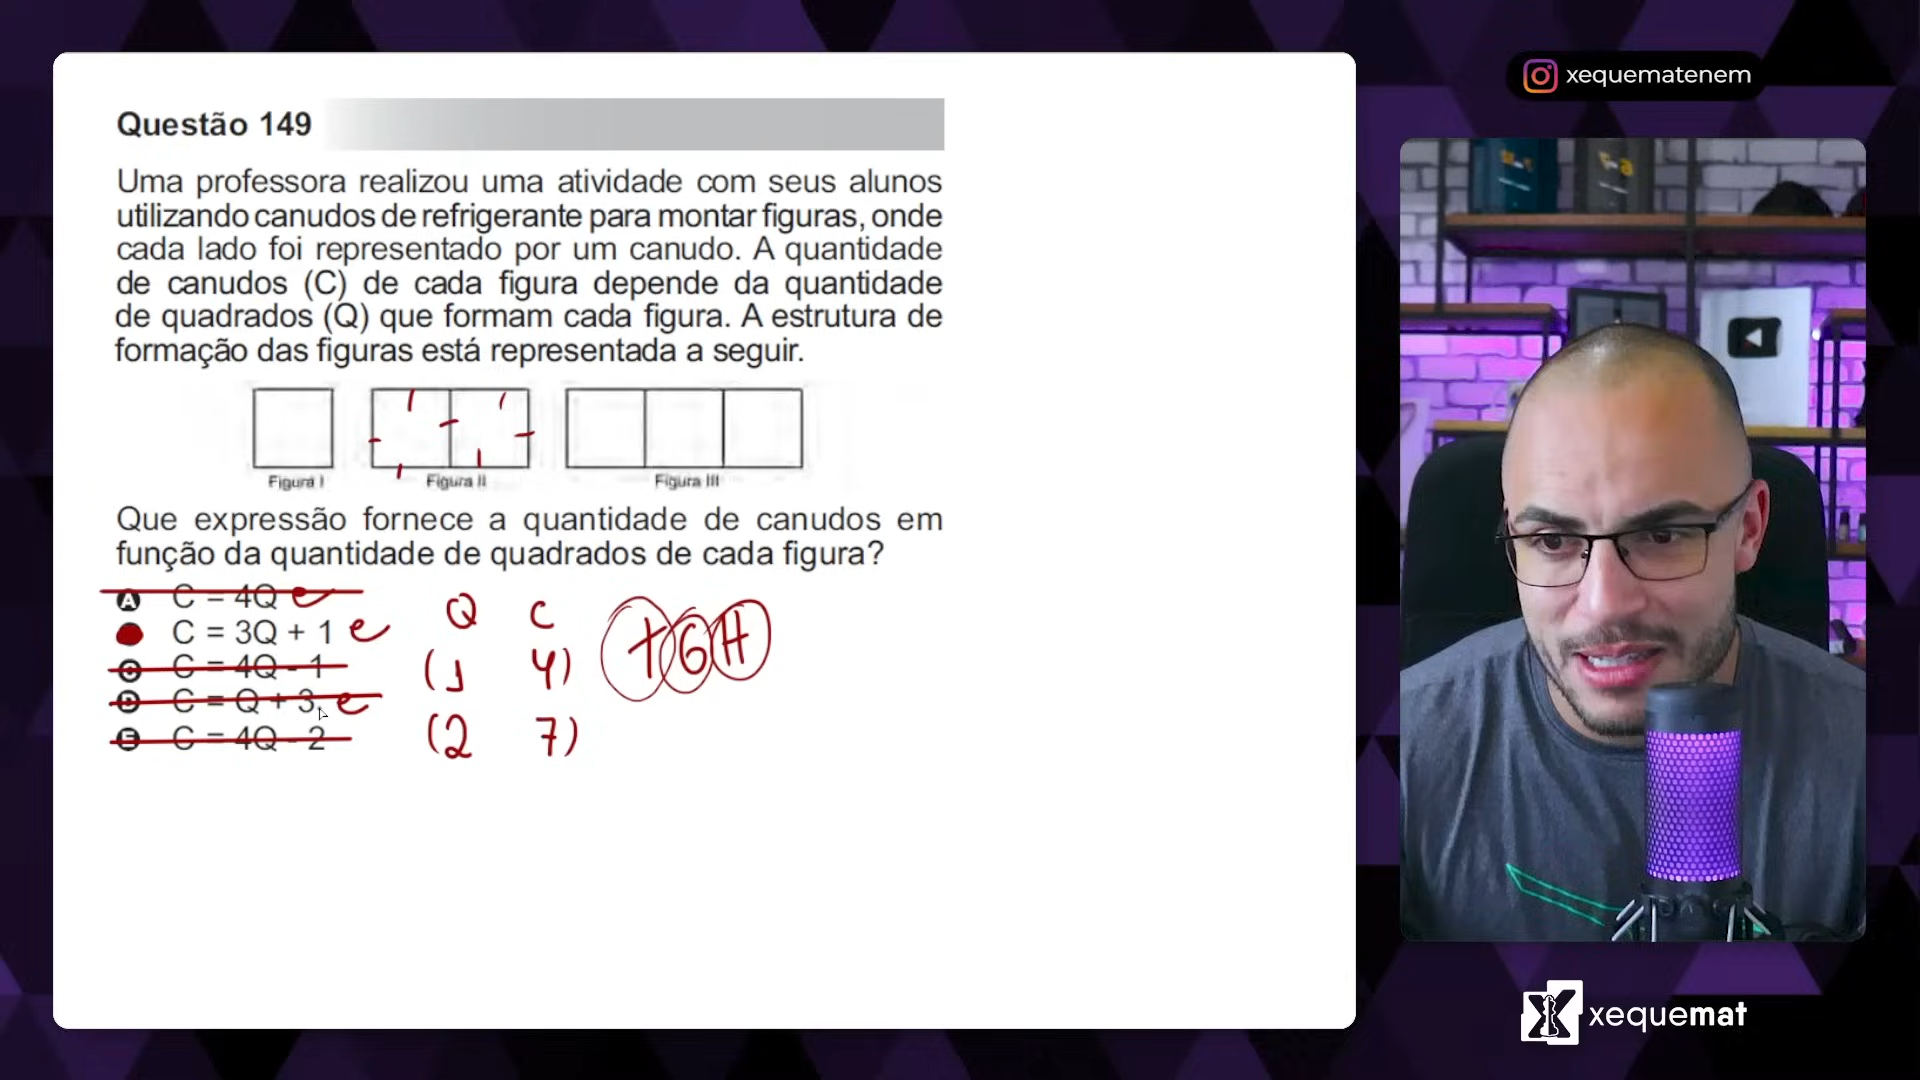 xequematenem
Questão 149
Uma professora realizou uma atividade com seus alunos
utilizando canudos de refrigerante para montar figuras, onde
cada lado foi representado por um canudo. A quantidade
de canudos (C) de cada figura depende da quantidade
de quadrados (Q) que formam cada figura. A estrutura de
formação das figuras está representada a seguir.
Figura I
Figura II
Figura III
Que expressão fornece a quantidade de canudos em
função da quantidade de quadrados de cada figura?
A C = 4Q
C = 3Q + 1
C C = 4Q - 1
D C = Q + 3
E C = 4Q - 2
Q C
(1 4)
(2 7)
xequemat